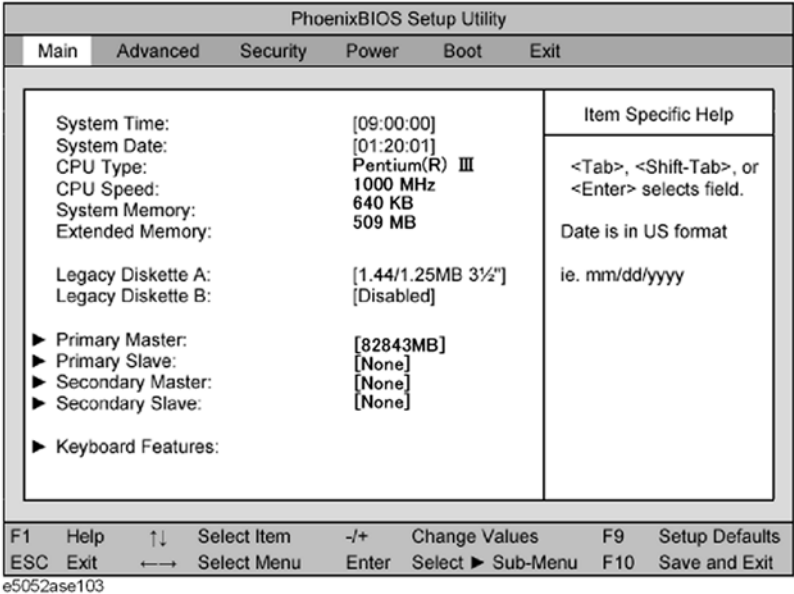 PhoenixBIOS Setup Utility
Main Advanced Security Power Boot Exit
System Time: [09:00:00]
System Date: [01:20:01]
CPU Type: Pentium(R) Ⅲ
CPU Speed: 1000 MHz
System Memory: 640 KB
Extended Memory: 509 MB
Legacy Diskette A: [1.44/1.25MB 3½"]
Legacy Diskette B: [Disabled]
► Primary Master: [82843MB]
► Primary Slave: [None]
► Secondary Master: [None]
► Secondary Slave: [None]
► Keyboard Features:
Item Specific Help
<Tab>, <Shift-Tab>, or
<Enter> selects field.
Date is in US format
ie. mm/dd/yyyy
F1 Help ↑↓ Select Item -/+ Change Values F9 Setup Defaults
ESC Exit ←→ Select Menu Enter Select ► Sub-Menu F10 Save and Exit
e5052ase103